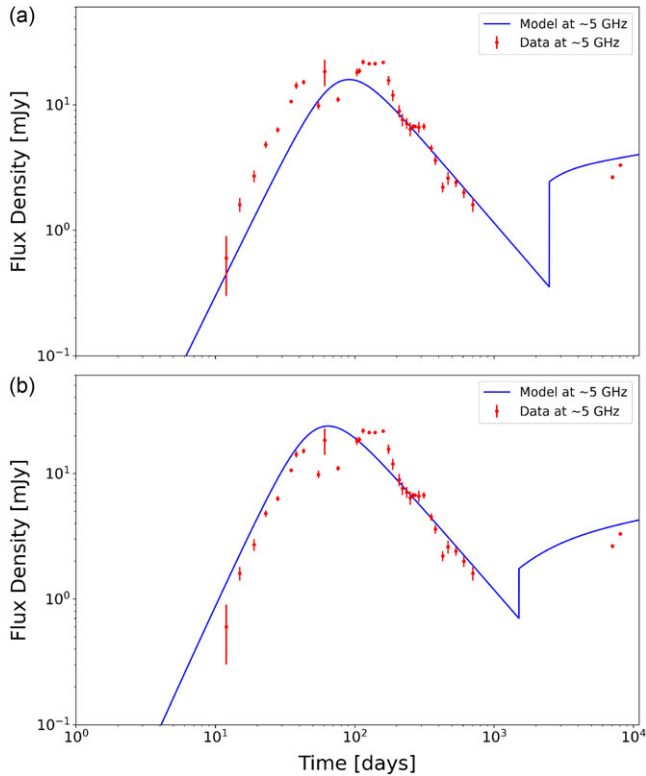 (a)
Model at ~5 GHz
Data at ~5 GHz
10¹
10⁰
10⁻¹
Flux Density [mJy]
(b)
Model at ~5 GHz
Data at ~5 GHz
10¹
10⁰
10⁻¹
Flux Density [mJy]
10⁰ 10¹ 10² 10³ 10⁴
Time [days]